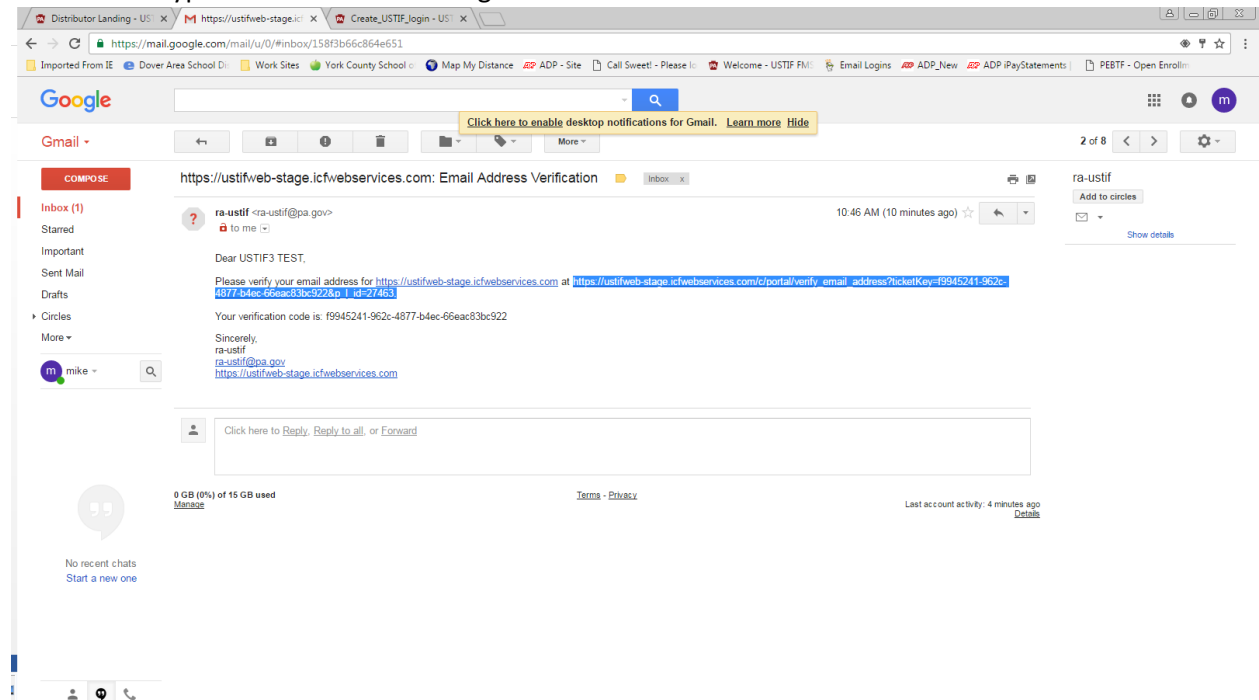 Distributor Landing - UST
https://ustifweb-stage.icf
Create_USTIF_login - UST
https://mail.google.com/mail/u/0/#inbox/158f3b66c864e651
Imported From IE Dover Area School Di Work Sites York County School o Map My Distance ADP - Site Call Sweet! - Please lo Welcome - USTIF FMS Email Logins ADP_New ADP iPayStatements | PEBTF - Open Enrollm
Google
m
Click here to enable desktop notifications for Gmail. Learn more Hide
Gmail
More
2 of 8
COMPOSE
https://ustifweb-stage.icfwebservices.com: Email Address Verification
Inbox x
ra-ustif
Add to circles
Show details
Inbox (1)
Starred
Important
Sent Mail
Drafts
Circles
More
m mike
?
ra-ustif <ra-ustif@pa.gov>
10:46 AM (10 minutes ago)
to me
Dear USTIF3 TEST,
Please verify your email address for https://ustifweb-stage.icfwebservices.com at https://ustifweb-stage.icfwebservices.com/c/portal/verify_email_address?ticketKey=f9945241-962c-
4877-b4ec-66eac83bc922&p_l_id=27463.
Your verification code is: f9945241-962c-4877-b4ec-66eac83bc922
Sincerely,
ra-ustif
ra-ustif@pa.gov
https://ustifweb-stage.icfwebservices.com
Click here to Reply, Reply to all, or Forward
0 GB (0%) of 15 GB used
Manage
Terms - Privacy
Last account activity: 4 minutes ago
Details
No recent chats
Start a new one